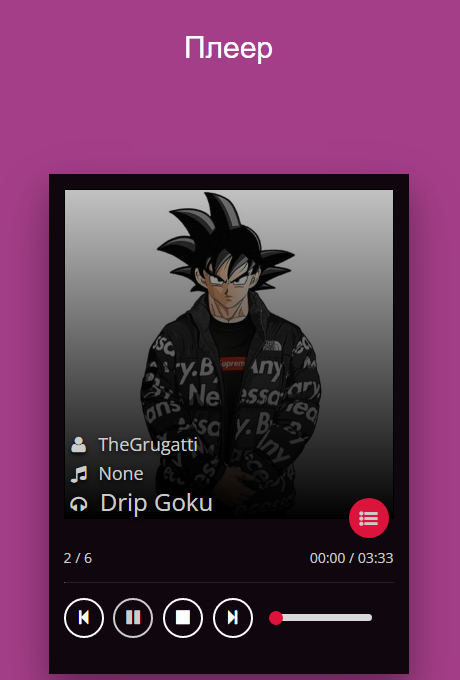 Плеер
TheGrugatti
None
Drip Goku
2 / 6
00:00 / 03:33